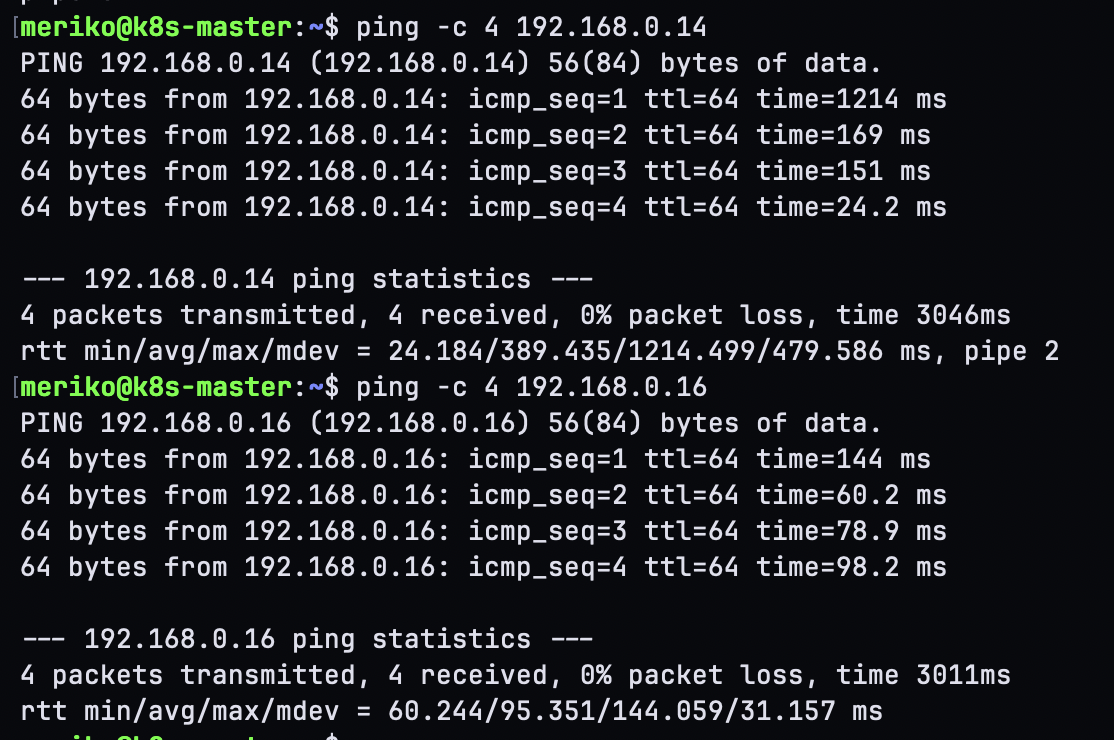 [meriko@k8s-master:~$ ping -c 4 192.168.0.14
PING 192.168.0.14 (192.168.0.14) 56(84) bytes of data.
64 bytes from 192.168.0.14: icmp_seq=1 ttl=64 time=1214 ms
64 bytes from 192.168.0.14: icmp_seq=2 ttl=64 time=169 ms
64 bytes from 192.168.0.14: icmp_seq=3 ttl=64 time=151 ms
64 bytes from 192.168.0.14: icmp_seq=4 ttl=64 time=24.2 ms
--- 192.168.0.14 ping statistics ---
4 packets transmitted, 4 received, 0% packet loss, time 3046ms
rtt min/avg/max/mdev = 24.184/389.435/1214.499/479.586 ms, pipe 2
[meriko@k8s-master:~$ ping -c 4 192.168.0.16
PING 192.168.0.16 (192.168.0.16) 56(84) bytes of data.
64 bytes from 192.168.0.16: icmp_seq=1 ttl=64 time=144 ms
64 bytes from 192.168.0.16: icmp_seq=2 ttl=64 time=60.2 ms
64 bytes from 192.168.0.16: icmp_seq=3 ttl=64 time=78.9 ms
64 bytes from 192.168.0.16: icmp_seq=4 ttl=64 time=98.2 ms
--- 192.168.0.16 ping statistics ---
4 packets transmitted, 4 received, 0% packet loss, time 3011ms
rtt min/avg/max/mdev = 60.244/95.351/144.059/31.157 ms